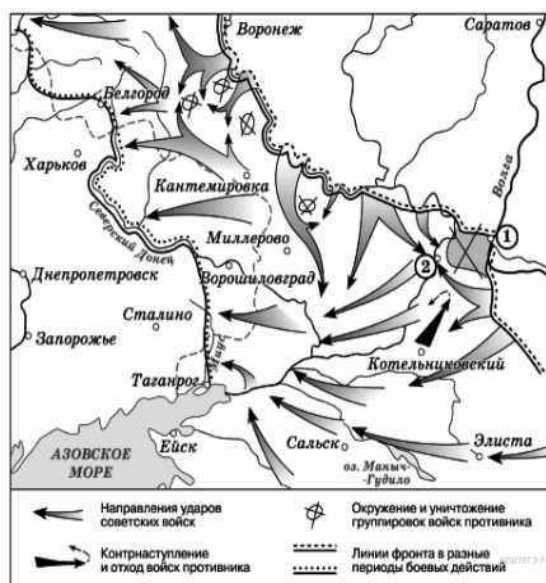 Воронеж
Саратов
Белгород
Харьков
Кантемировка
Волга
Северский Донец
1
Миллерово
2
Днепропетровск
Ворошиловград
Сталино
Запорожье
Миус
Котельниковский
Таганрог
АЗОВСКОЕ
МОРЕ
Ейск
Сальск
Элиста
оз. Маныч-
-Гудило
Направления ударов
советских войск
Окружение и уничтожение
группировок войск противника
Контрнаступление
и отход войск противника
Линии фронта в разные
периоды боевых действий